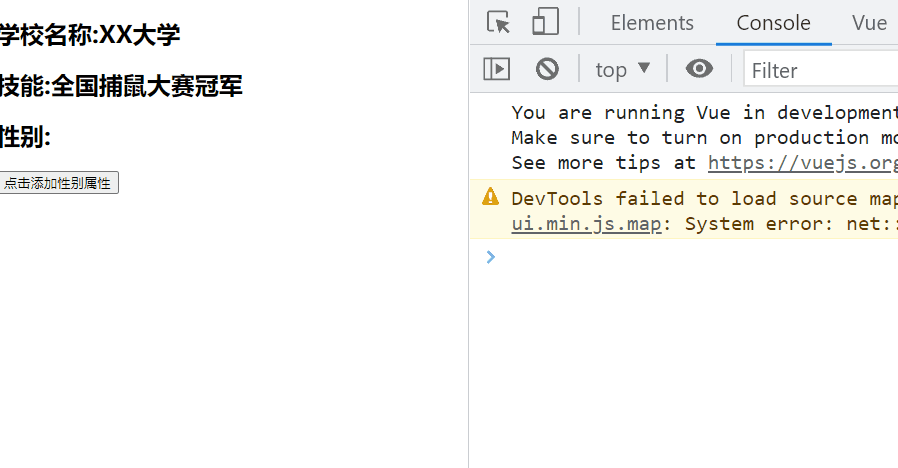 学校名称:XX大学
技能:全国捕鼠大赛冠军
性别:
点击添加性别属性
Elements Console Vue
top Filter
You are running Vue in development
Make sure to turn on production mo
See more tips at https://vuejs.org
DevTools failed to load source map
ui.min.js.map: System error: net::